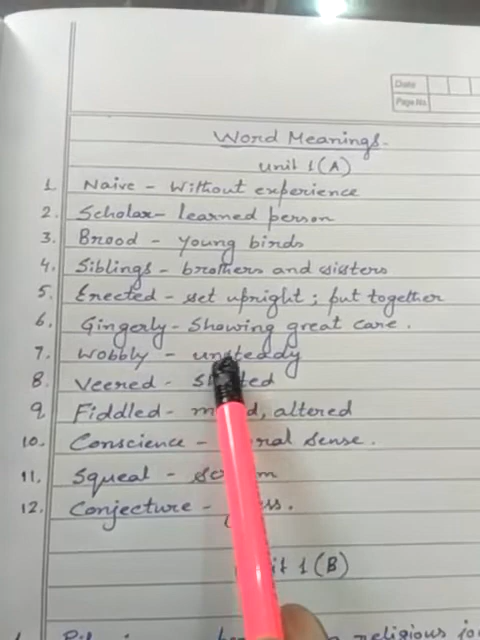 Date
Page No.
Word Meanings.
Unit 1(A)
1. Naive - Without experience
2. Scholar - learned person
3. Brood - young birds
4. Siblings - brothers and sisters
5. Erected - set upright ; put together
6. Gingerly - Showing great care.
7. Wobbly - unsteady
8. Veered -
9. Fiddled - altered
10. Conscience - sense.
11. Squeal -
12. Conjecture -
1(B)
religious